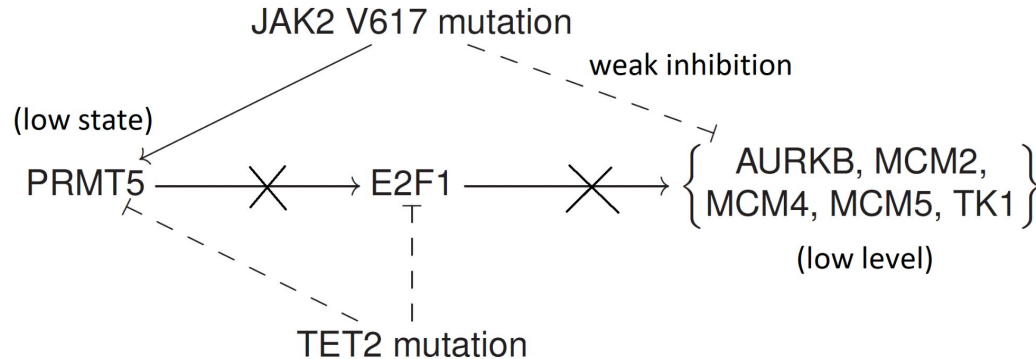 JAK2 V617 mutation
weak inhibition
(low state)
PRMT5
E2F1
AURKB, MCM2,
MCM4, MCM5, TK1
(low level)
TET2 mutation